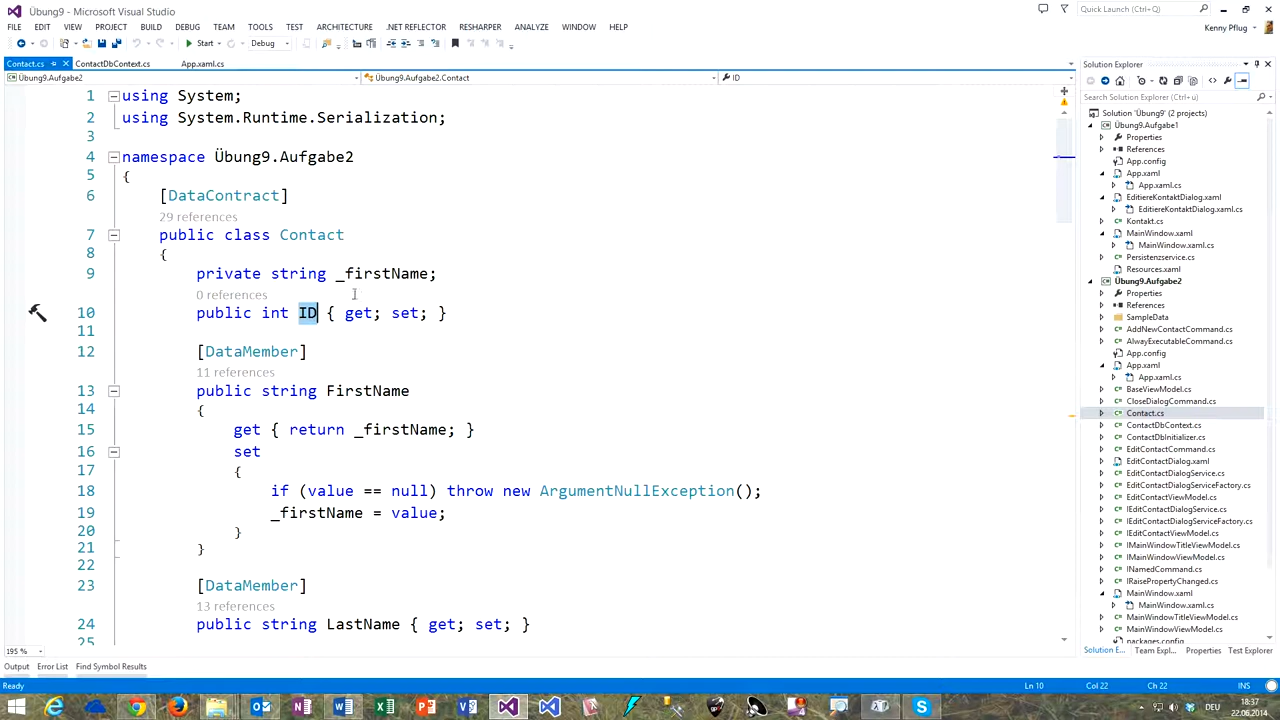 Übung9 - Microsoft Visual Studio
Quick Launch (Ctrl+Q)
FILE EDIT VIEW PROJECT BUILD DEBUG TEAM TOOLS TEST ARCHITECTURE .NET REFLECTOR RESHARPER ANALYZE WINDOW HELP
Kenny Pflug
Start Debug
Contact.cs ContactDbContext.cs App.xaml.cs
Übung9.Aufgabe2 Übung9.Aufgabe2.Contact ID
1 using System;
2 using System.Runtime.Serialization;
3
4 namespace Übung9.Aufgabe2
5 {
6 [DataContract]
29 references
7 public class Contact
8 {
9 private string _firstName;
0 references
10 public int ID { get; set; }
11
12 [DataMember]
11 references
13 public string FirstName
14 {
15 get { return _firstName; }
16 set
17 {
18 if (value == null) throw new ArgumentNullException();
19 _firstName = value;
20 }
21 }
22
23 [DataMember]
13 references
24 public string LastName { get; set; }
25
195 %
Solution Explorer
Search Solution Explorer (Ctrl+ü)
Solution 'Übung9' (2 projects)
Übung9.Aufgabe1
Properties
References
App.config
App.xaml
App.xaml.cs
EditiereKontaktDialog.xaml
EditiereKontaktDialog.xaml.cs
Kontakt.cs
MainWindow.xaml
MainWindow.xaml.cs
Persistenzservice.cs
Resources.xaml
Übung9.Aufgabe2
Properties
References
SampleData
AddNewContactCommand.cs
AlwayExecutableCommand.cs
App.config
App.xaml
App.xaml.cs
BaseViewModel.cs
CloseDialogCommand.cs
Contact.cs
ContactDbContext.cs
ContactDbInitializer.cs
EditContactCommand.cs
EditContactDialog.xaml
EditContactDialogService.cs
EditContactDialogServiceFactory.cs
EditContactViewModel.cs
IEditContactDialogService.cs
IEditContactDialogServiceFactory.cs
IEditContactViewModel.cs
IMainWindowTitleViewModel.cs
IMainWindowViewModel.cs
INamedCommand.cs
IRaisePropertyChanged.cs
MainWindow.xaml
MainWindow.xaml.cs
MainWindowTitleViewModel.cs
MainWindowViewModel.cs
packages.config
Solution E... Team Expl... Properties Test Explorer
Output Error List Find Symbol Results
Ready Ln 10 Col 22 Ch 22 INS
DEU
18:37
22.06.2014